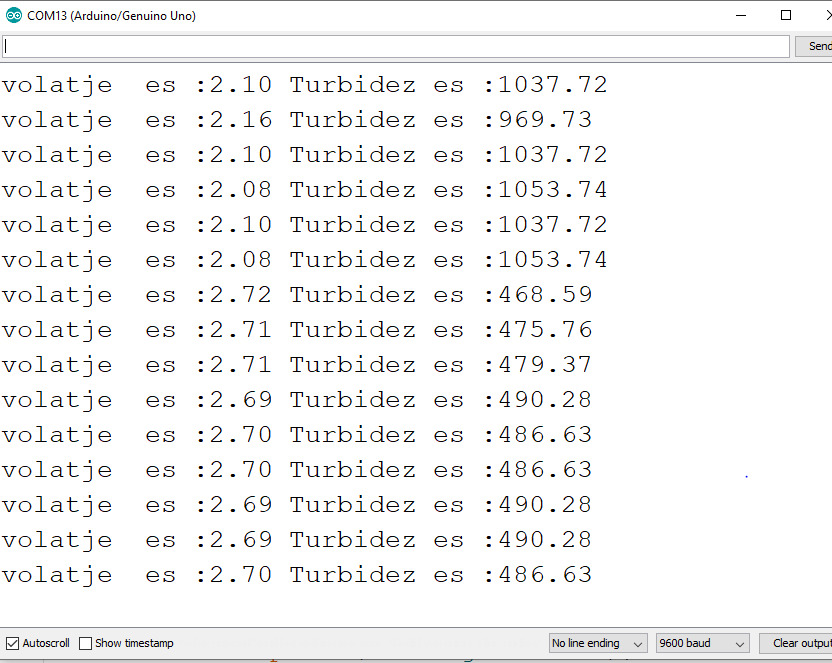 COM13 (Arduino/Genuino Uno)
Send
volatje  es :2.10 Turbidez es :1037.72
volatje  es :2.16 Turbidez es :969.73
volatje  es :2.10 Turbidez es :1037.72
volatje  es :2.08 Turbidez es :1053.74
volatje  es :2.10 Turbidez es :1037.72
volatje  es :2.08 Turbidez es :1053.74
volatje  es :2.72 Turbidez es :468.59
volatje  es :2.71 Turbidez es :475.76
volatje  es :2.71 Turbidez es :479.37
volatje  es :2.69 Turbidez es :490.28
volatje  es :2.70 Turbidez es :486.63
volatje  es :2.70 Turbidez es :486.63
volatje  es :2.69 Turbidez es :490.28
volatje  es :2.69 Turbidez es :490.28
volatje  es :2.70 Turbidez es :486.63
Autoscroll Show timestamp No line ending 9600 baud Clear output